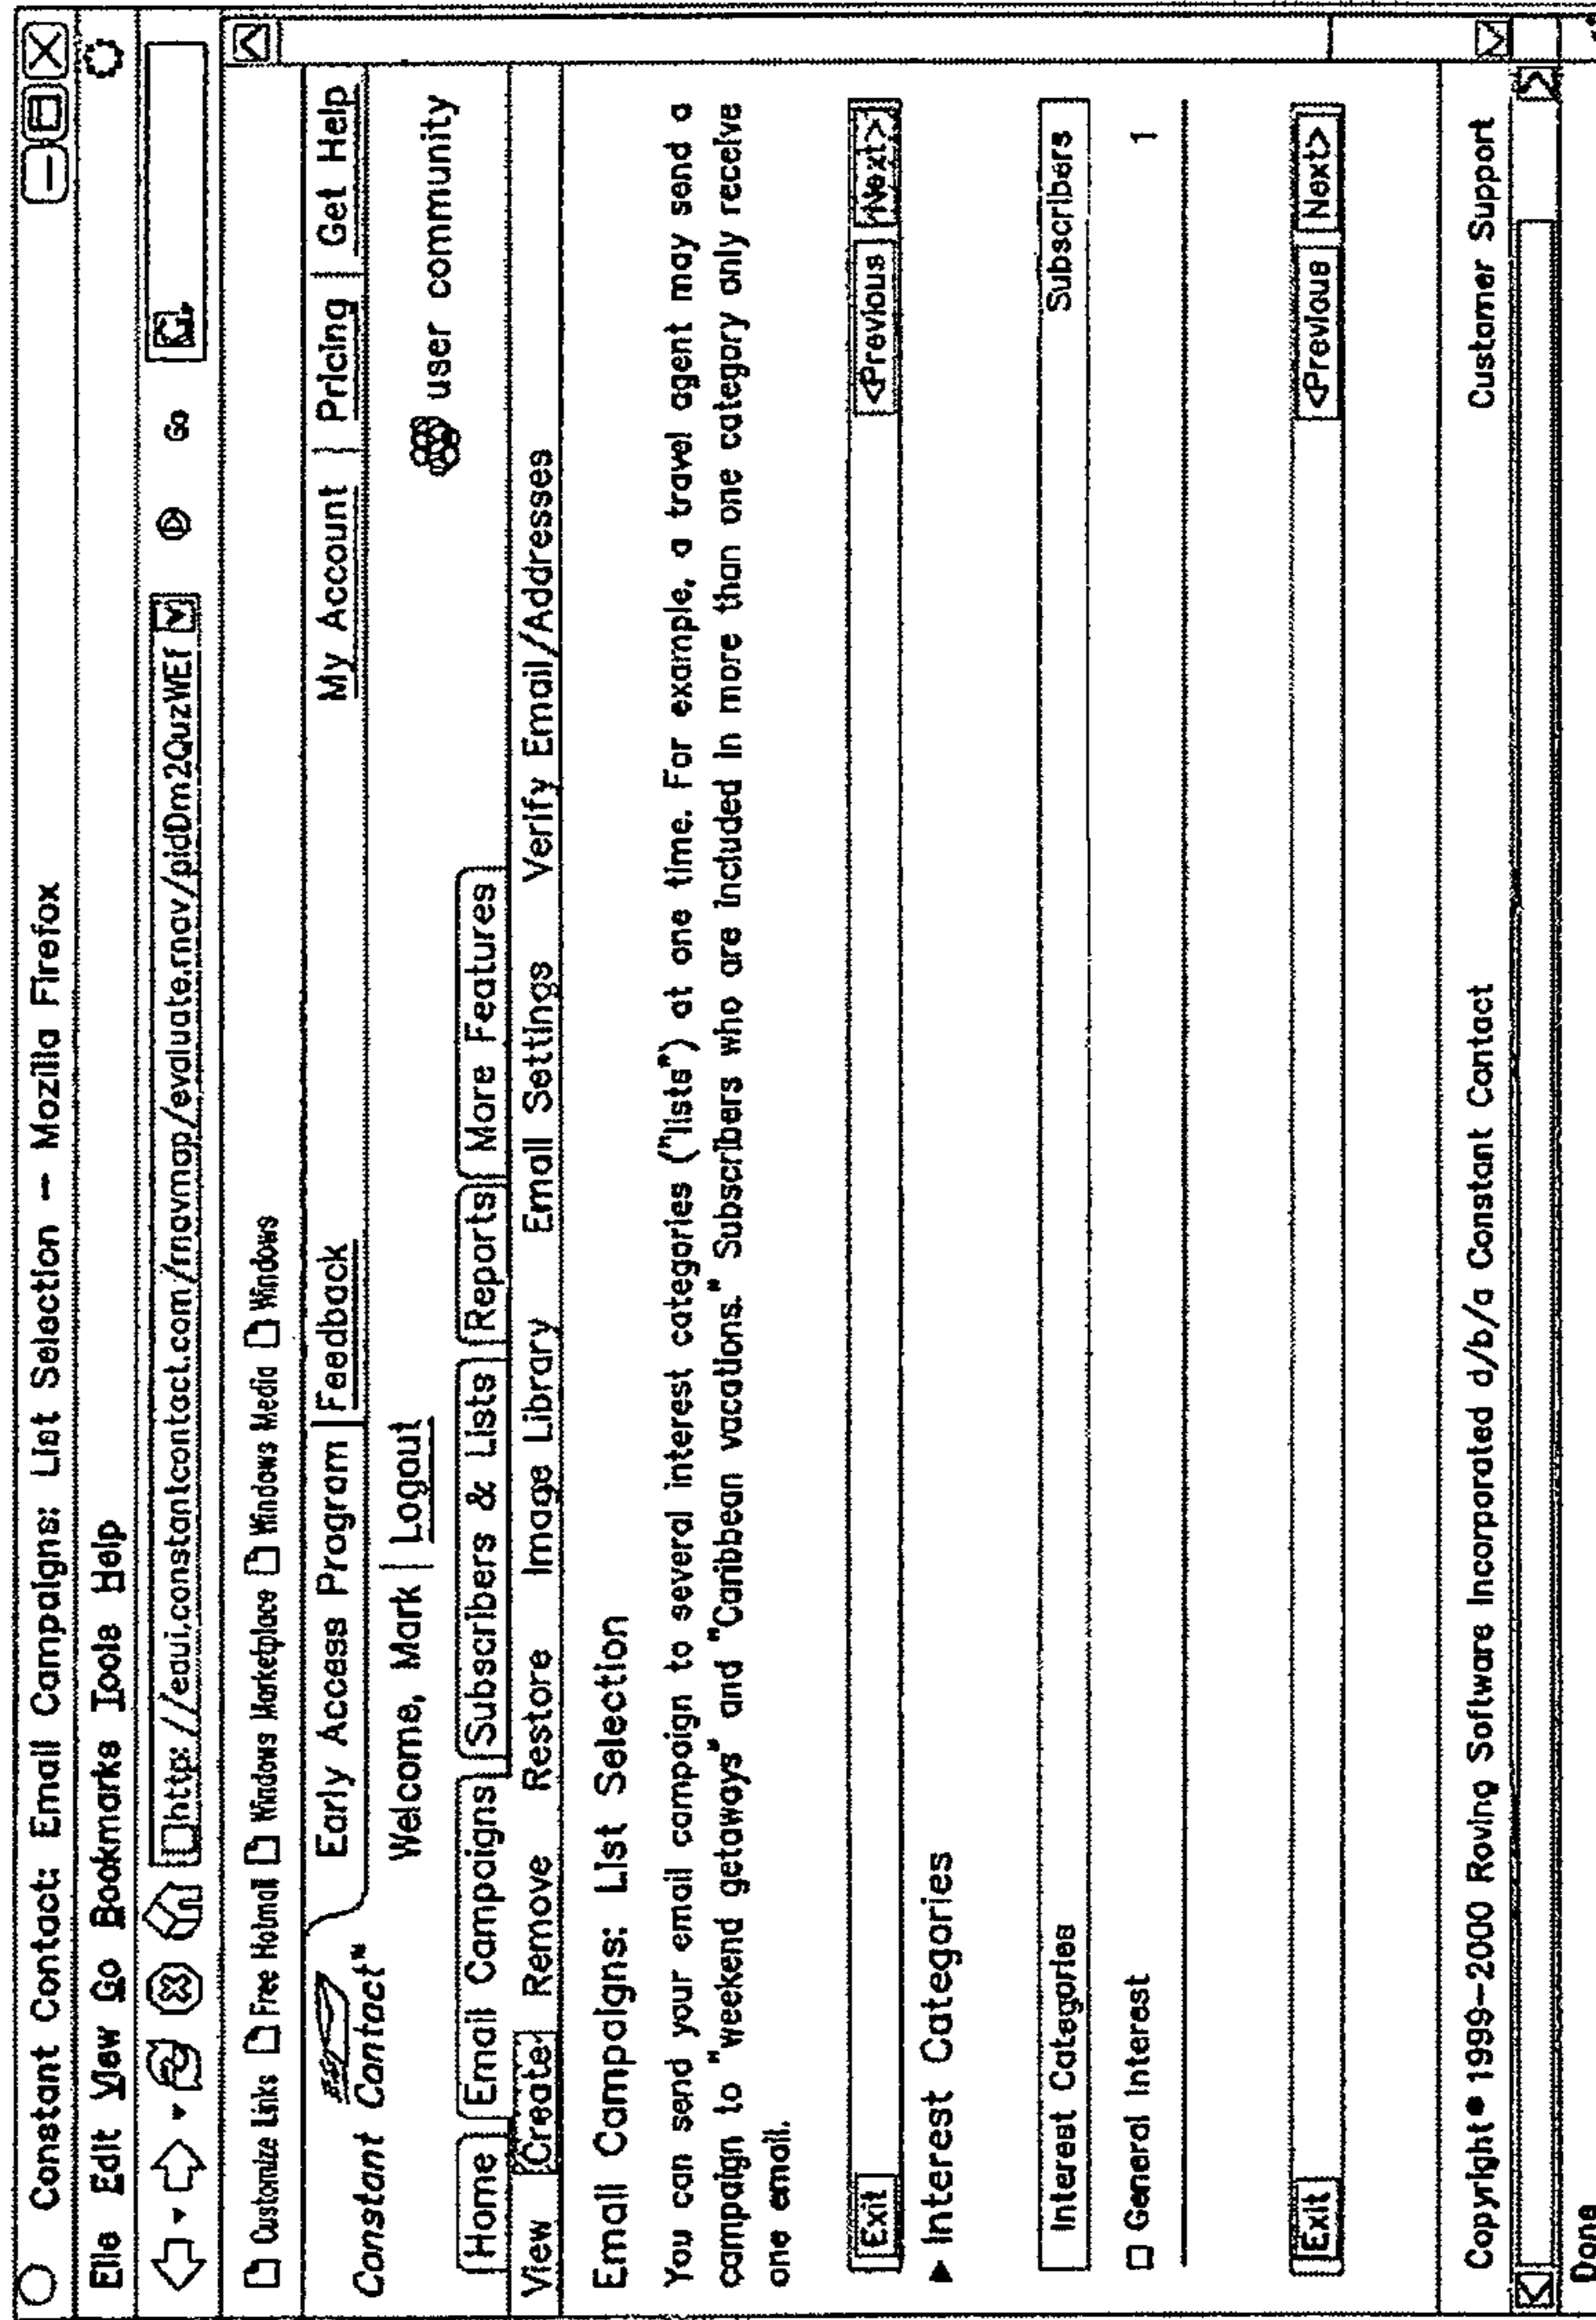 Constant Contact: Email Campaigns: List Selection — Mozilla Firefox
File Edit View Go Bookmarks Tools Help
http://eaui.constantcontact.com/rnavmap/evaluate.rnav/pidDm2QuzWEf Go
Customize Links Free Hotmail Windows Marketplace Windows Media Windows
Early Access Program | Feedback My Account | Pricing | Get Help
Constant Contact™
Welcome, Mark | Logout user community
Home Email Campaigns Subscribers & Lists Reports More Features
View Create Remove Restore Image Library Email Settings Verify Email/Addresses
Email Campaigns: List Selection
You can send your email campaign to several interest categories ("lists") at one time. For example, a travel agent may send a
campaign to "weekend getaways" and "Caribbean vacations." Subscribers who are included in more than one category only receive
one email.
Exit <Previous Next>
▶ Interest Categories
Interest Categories Subscribers
General Interest 1
Exit <Previous Next>
Copyright ® 1999–2000 Roving Software Incorporated d/b/a Constant Contact Customer Support
Done